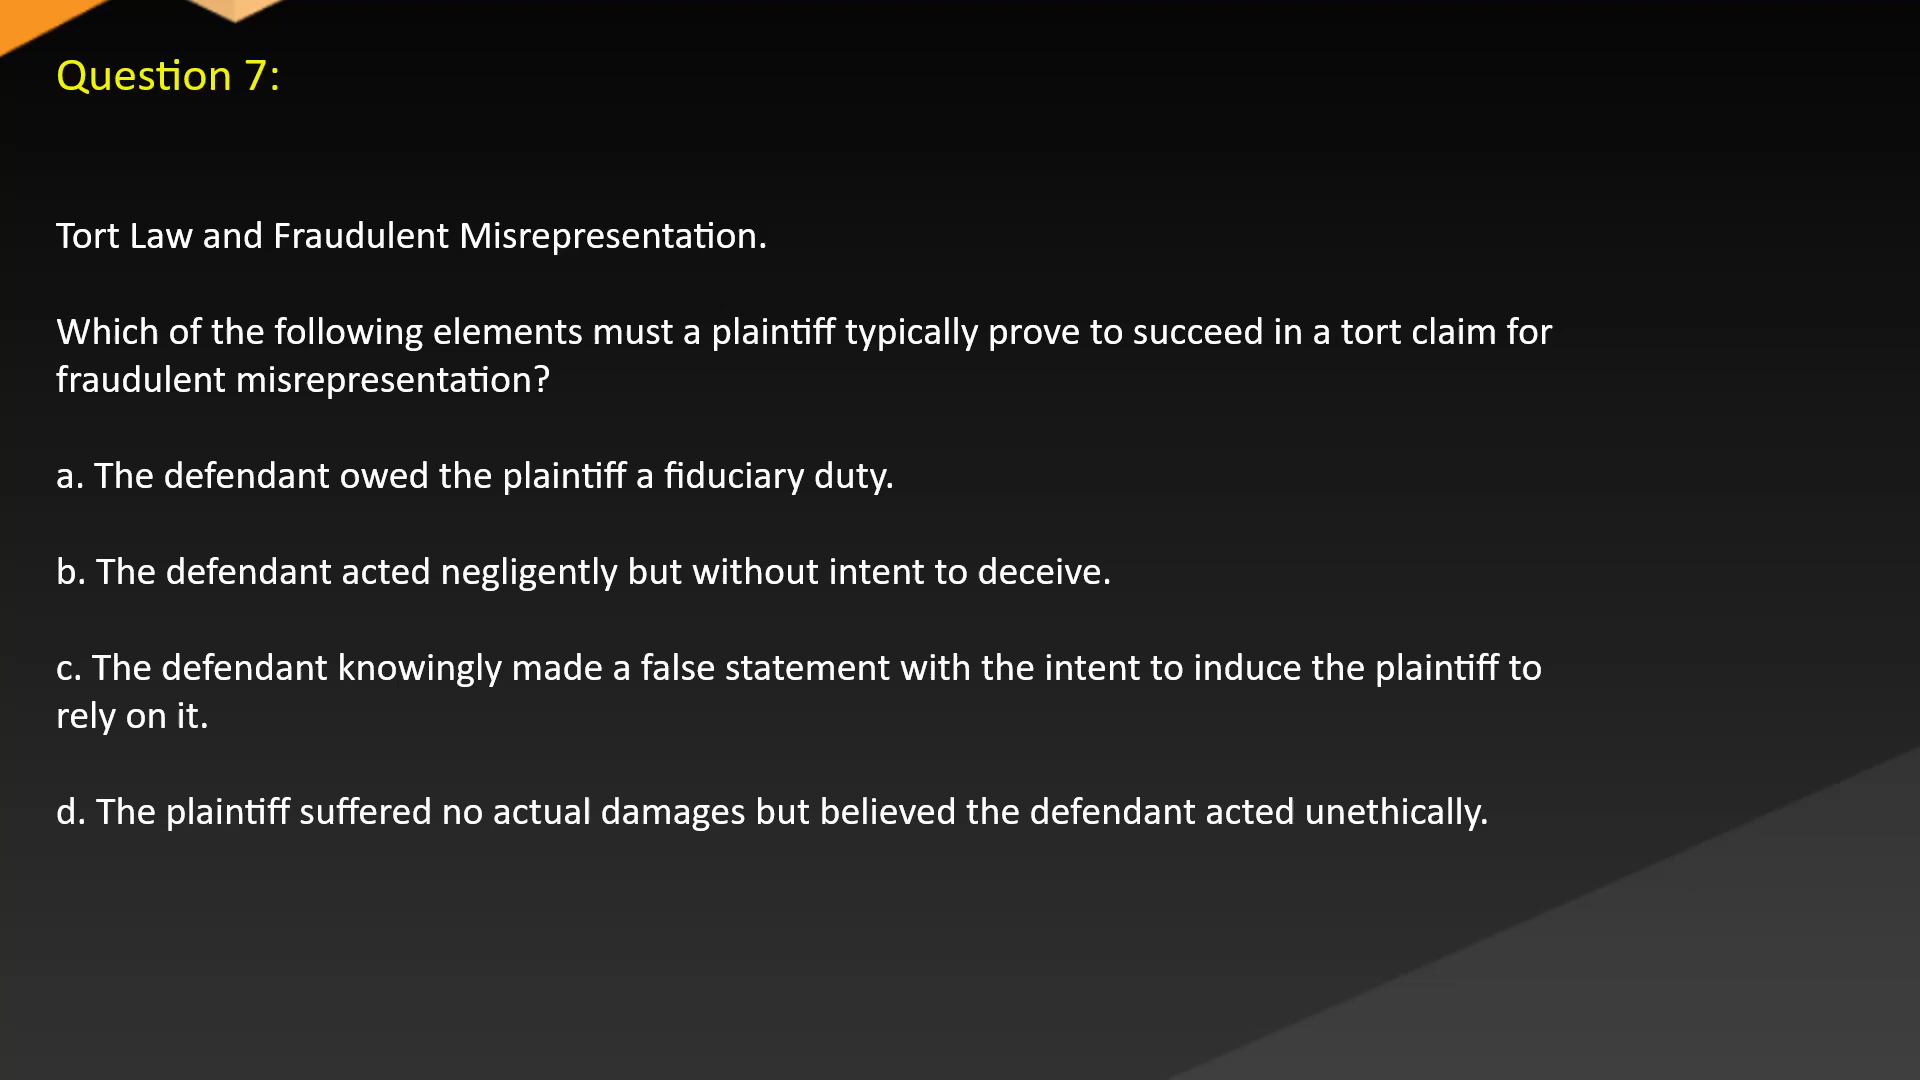 Question 7:
Tort Law and Fraudulent Misrepresentation.
Which of the following elements must a plaintiff typically prove to succeed in a tort claim for
fraudulent misrepresentation?
a. The defendant owed the plaintiff a fiduciary duty.
b. The defendant acted negligently but without intent to deceive.
c. The defendant knowingly made a false statement with the intent to induce the plaintiff to
rely on it.
d. The plaintiff suffered no actual damages but believed the defendant acted unethically.